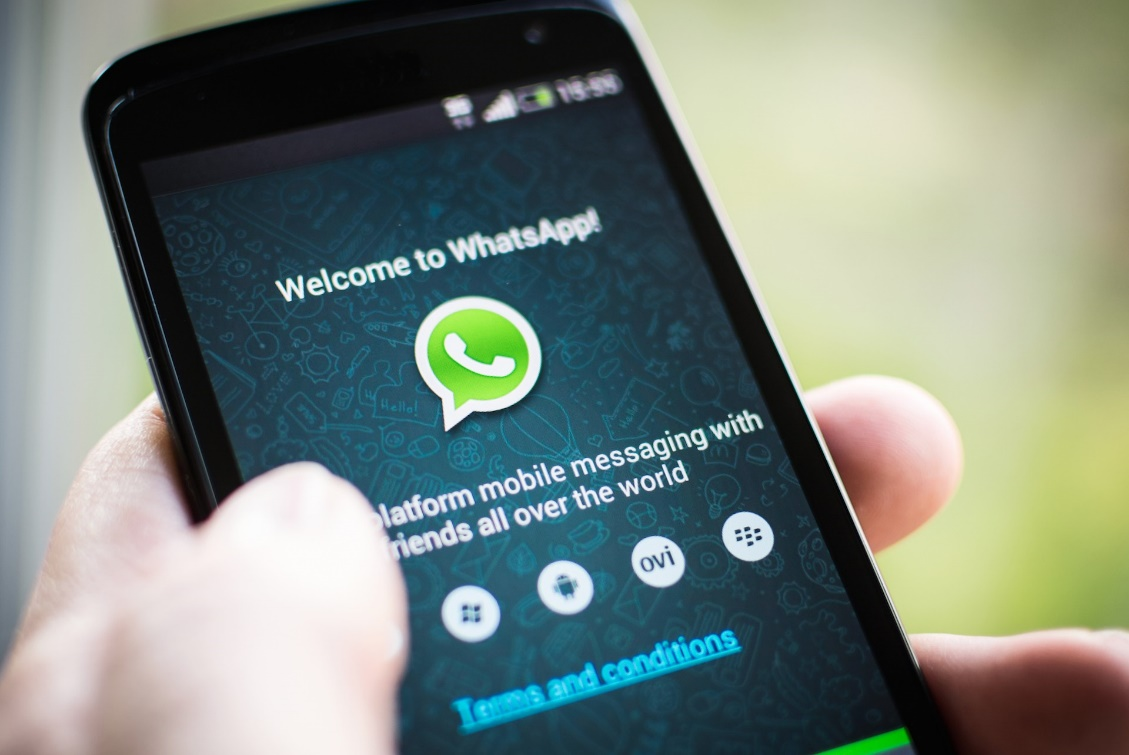 Welcome to WhatsApp!
platform mobile messaging with
friends all over the world
ovi
Terms and conditions